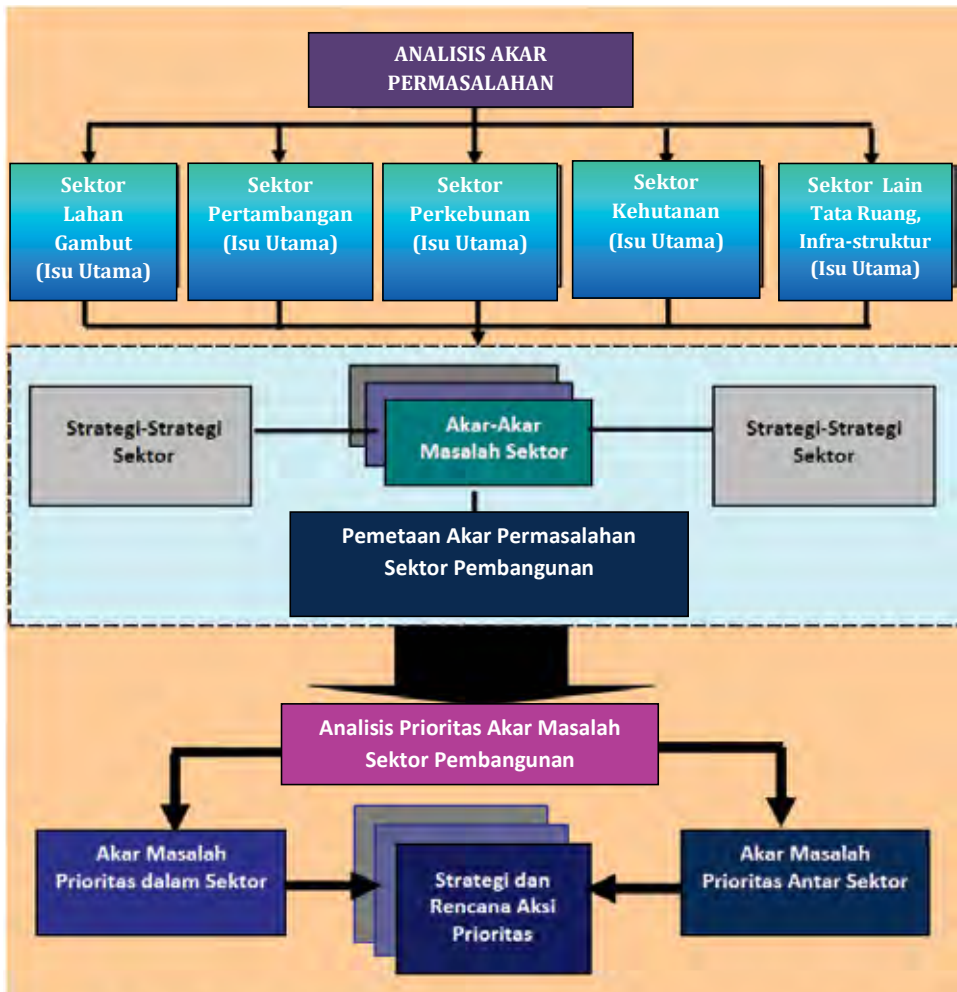 ANALISIS AKAR
PERMASALAHAN
Sektor
Lahan
Gambut
(Isu Utama)
Sektor
Pertambangan
(Isu Utama)
Sektor
Perkebunan
(Isu Utama)
Sektor
Kehutanan
(Isu Utama)
Sektor Lain
Tata Ruang,
Infra-struktur
(Isu Utama)
Strategi-Strategi
Sektor
Akar-Akar
Masalah Sektor
Strategi-Strategi
Sektor
Pemetaan Akar Permasalahan
Sektor Pembangunan
Analisis Prioritas Akar Masalah
Sektor Pembangunan
Akar Masalah
Prioritas dalam Sektor
Strategi dan
Rencana Aksi
Prioritas
Akar Masalah
Prioritas Antar Sektor